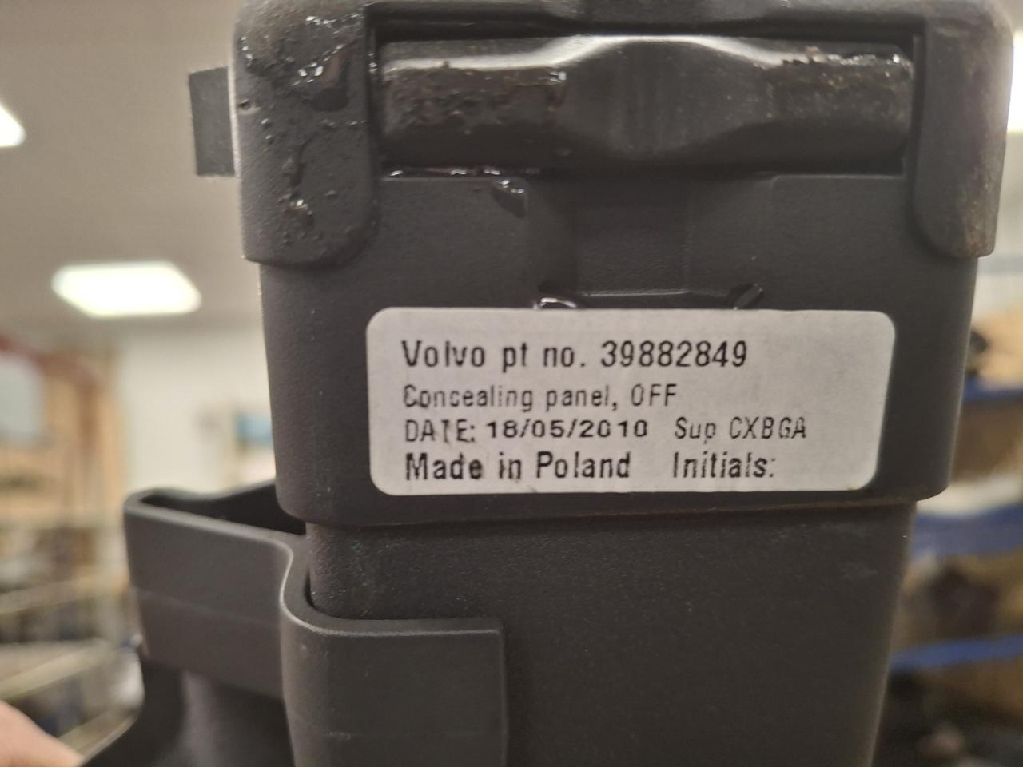 Volvo pt no. 39882849
Concealing panel, OFF
DATE: 18/05/2010 Sup CXBGA
Made in Poland Initials: